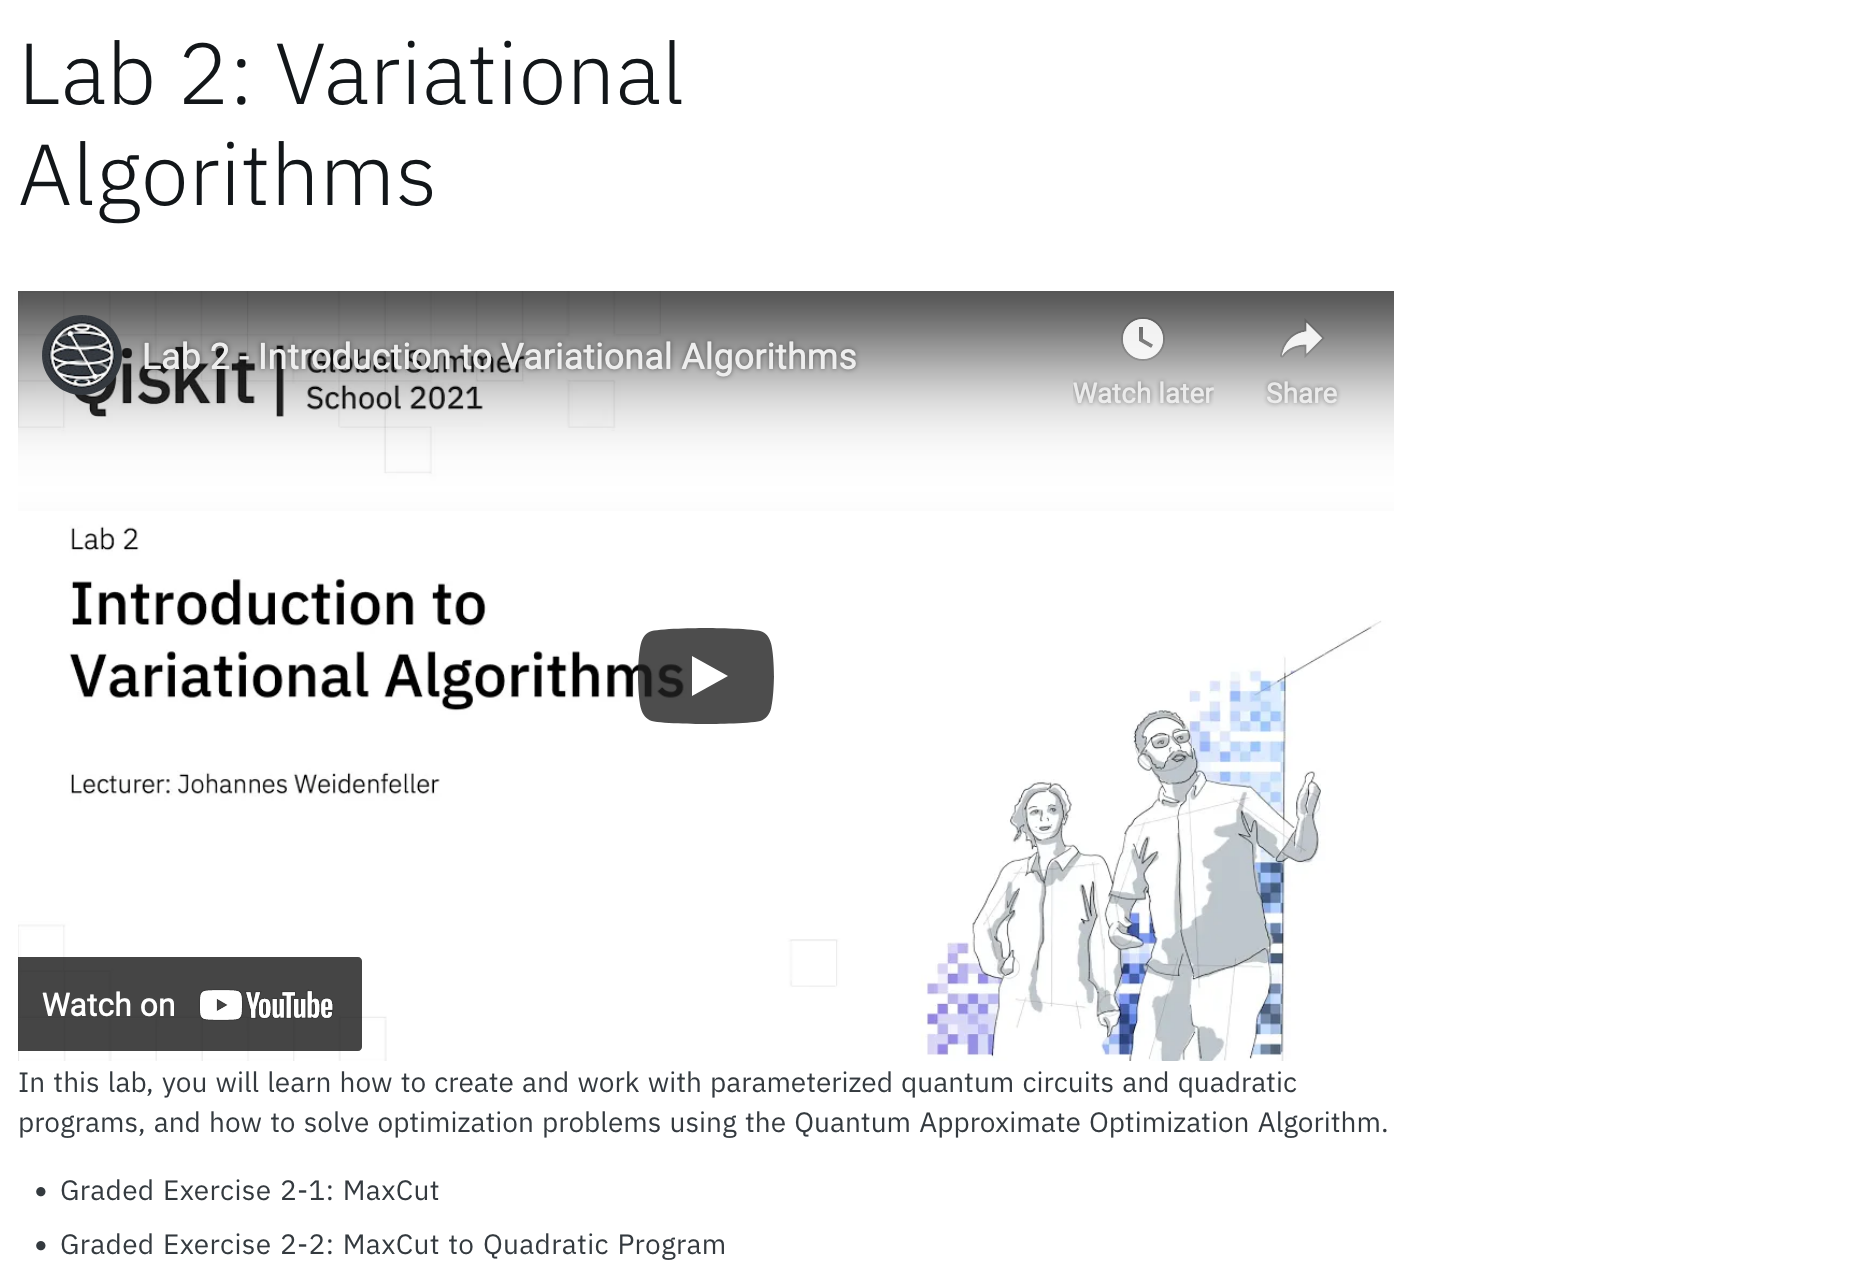 Lab 2: Variational
Algorithms
Lab 2 - Introduction to Variational Algorithms
Qiskit | Global Summer
School 2021
Watch later
Share
Lab 2
Introduction to
Variational Algorithms
Lecturer: Johannes Weidenfeller
Watch on YouTube
In this lab, you will learn how to create and work with parameterized quantum circuits and quadratic
programs, and how to solve optimization problems using the Quantum Approximate Optimization Algorithm.
• Graded Exercise 2-1: MaxCut
• Graded Exercise 2-2: MaxCut to Quadratic Program